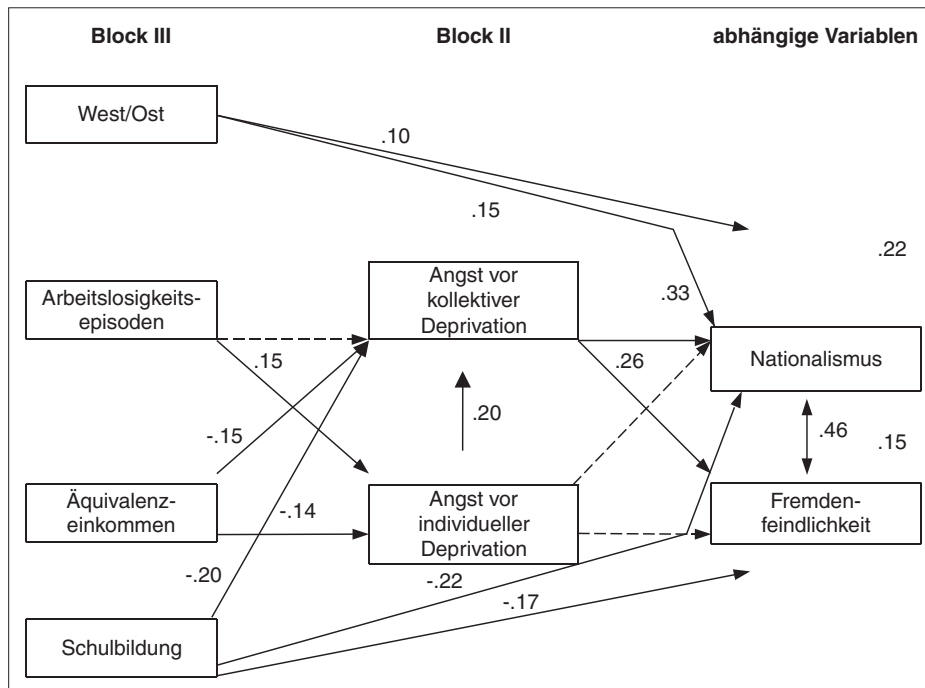 Block III
Block II
abhängige Variablen
West/Ost
.10
.15
.22
Arbeitslosigkeits-
episoden
Angst vor
kollektiver
Deprivation
.33
.15
.26
Nationalismus
.20
-.15
.46
.15
Äquivalenz-
einkommen
-.14
Angst vor
individueller
Deprivation
Fremden-
feindlichkeit
-.20
-.22
-.17
Schulbildung